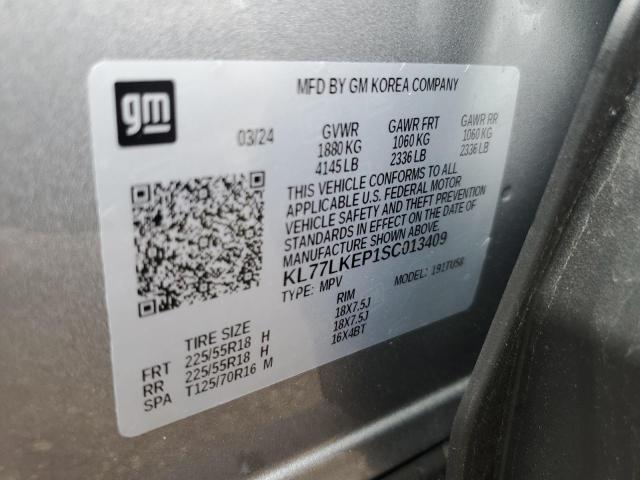 gm
MFD BY GM KOREA COMPANY
03/24 GVWR GAWR FRT GAWR RR
1880 KG 1060 KG 1060 KG
4145 LB 2336 LB 2336 LB
THIS VEHICLE CONFORMS TO ALL
APPLICABLE U.S. FEDERAL MOTOR
VEHICLE SAFETY AND THEFT PREVENTION
STANDARDS IN EFFECT ON THE DATE OF
MANUFACTURE SHOWN ABOVE.
KL77LKEP1SC013409
TYPE: MPV MODEL: 191TU58
TIRE SIZE RIM
FRT 225/55R18 H 18X7.5J
RR 225/55R18 H 18X7.5J
SPA T125/70R16 M 16X4BT